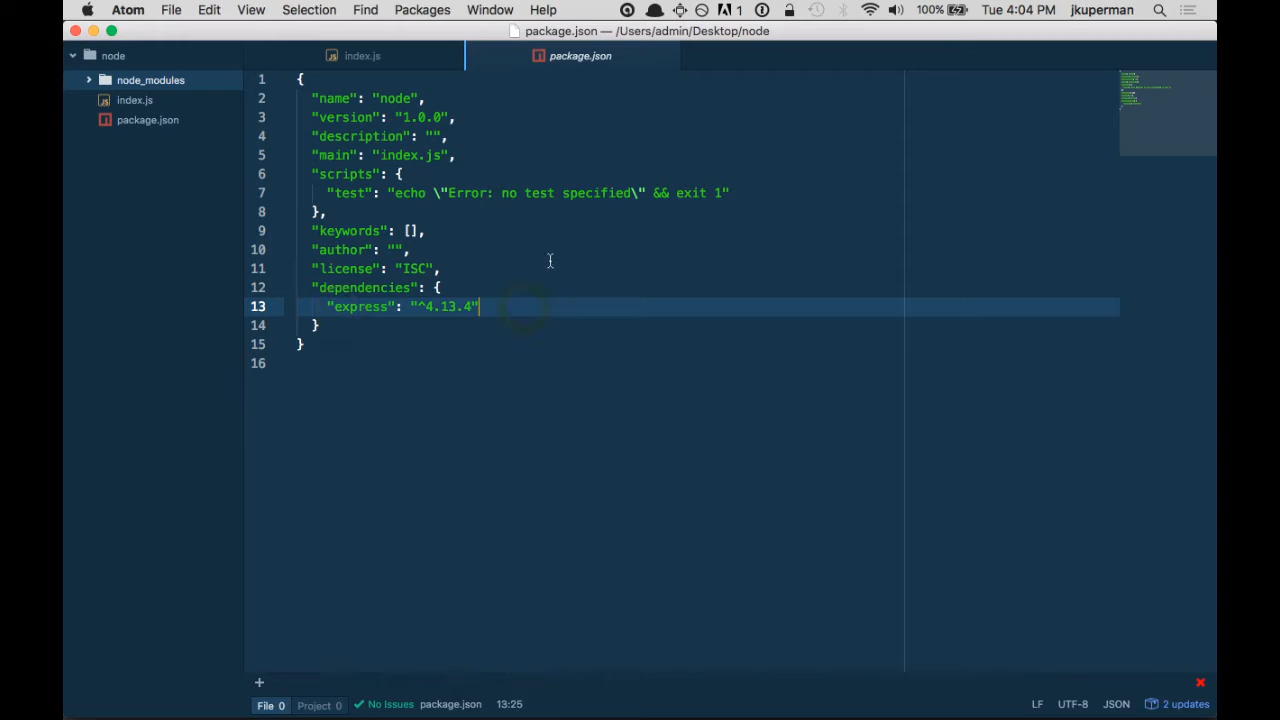 Atom File Edit View Selection Find Packages Window Help 1 100% Tue 4:04 PM jkuperman
package.json — /Users/admin/Desktop/node
node
node_modules
index.js
package.json
index.js
package.json
1 {
2 "name": "node",
3 "version": "1.0.0",
4 "description": "",
5 "main": "index.js",
6 "scripts": {
7 "test": "echo \"Error: no test specified\" && exit 1"
8 },
9 "keywords": [],
10 "author": "",
11 "license": "ISC",
12 "dependencies": {
13 "express": "^4.13.4"
14 }
15 }
16
+
File 0 Project 0 No Issues package.json 13:25 LF UTF-8 JSON 2 updates